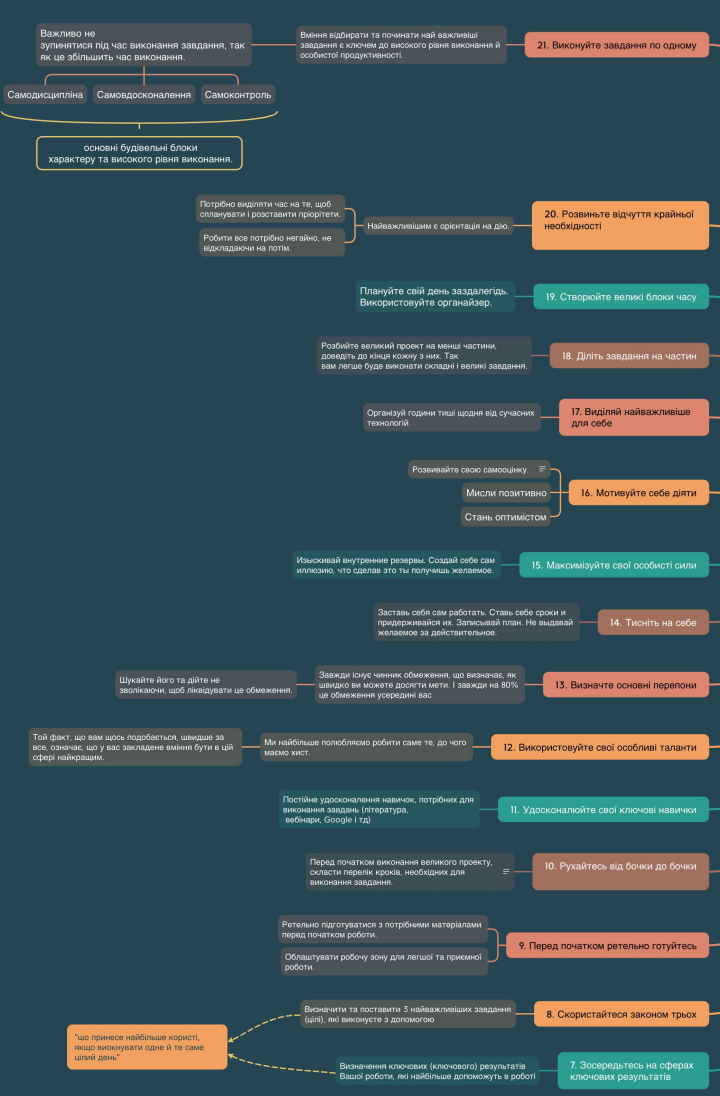 Важливо не
зупинятися під час виконання завдання, так
як це збільшить час виконання.
Вміння відбирати та починати най важливіші
завдання є ключем до високого рівня виконання й
особистої продуктивності.
21. Виконуйте завдання по одному
Самодисципліна
Самовдосконалення
Самоконтроль
основні будівельні блоки
характеру та високого рівня виконання.
Потрібно виділяти час на те, щоб
спланувати і розставити пріорітети.
Робити все потрібно негайно, не
відкладаючи на потім.
Найважливішим є орієнтація на дію.
20. Розвиньте відчуття крайньої
необхідності
Плануйте свій день заздалегідь.
Використовуйте органайзер.
19. Створюйте великі блоки часу
Розбийте великий проект на менші частини,
доведіть до кінця кожну з них. Так
вам легше буде виконати складні і великі завдання.
18. Діліть завдання на частин
Організуй години тиші щодня від сучасних
технологій
17. Виділяй найважливіше
для себе
Розвивайте свою самооцінку.
Мисли позитивно
Стань оптимістом
16. Мотивуйте себе діяти
Изыскивай внутренние резервы. Создай себе сам
иллюзию, что сделав это ты получишь желаемое.
15. Максимізуйте свої особисті сили
Заставь себя сам работать. Ставь себе сроки и
придерживайся их. Записывай план. Не выдавай
желаемое за действительное.
14. Тисніть на себе
Шукайте його та дійте не
зволікаючи, щоб ліквідувати це обмеження.
Завжди існує чинник обмеження, що визначає, як
швидко ви можете досягти мети. І завжди на 80%
це обмеження усередині вас
13. Визначте основні перепони
Той факт, що вам щось подобається, швидше за
все, означає, що у вас закладене вміння бути в цій
сфері найкращим.
Ми найбільше полюбляємо робити саме те, до чого
маємо хист.
12. Використовуйте свої особливі таланти
Постійне удосконалення навичок, потрібних для
виконання завдань (література,
вебінари, Google і тд)
11. Удосконалюйте свої ключові навички
Перед початком виконання великого проекту,
скласти перелік кроків, необхідних для
виконання завдання.
10. Рухайтесь від бочки до бочки
Ретельно підготуватися з потрібними матеріалами
перед початком роботи.
Облаштувати робочу зону для легшої та приємної
роботи.
9. Перед початком ретельно готуйтесь
Визначити та поставити 3 найважливіших завдання
(цілі), які виконуєте з допомогою
8. Скористайтеся законом трьох
"шо принесе найбільше користі,
якщо виокнувати одне й те саме
цілий день"
Визначення ключових (ключового) результатів
Вашої роботи, які найбільше допоможуть в роботі
7. Зосередьтесь на сферах
ключових результатів